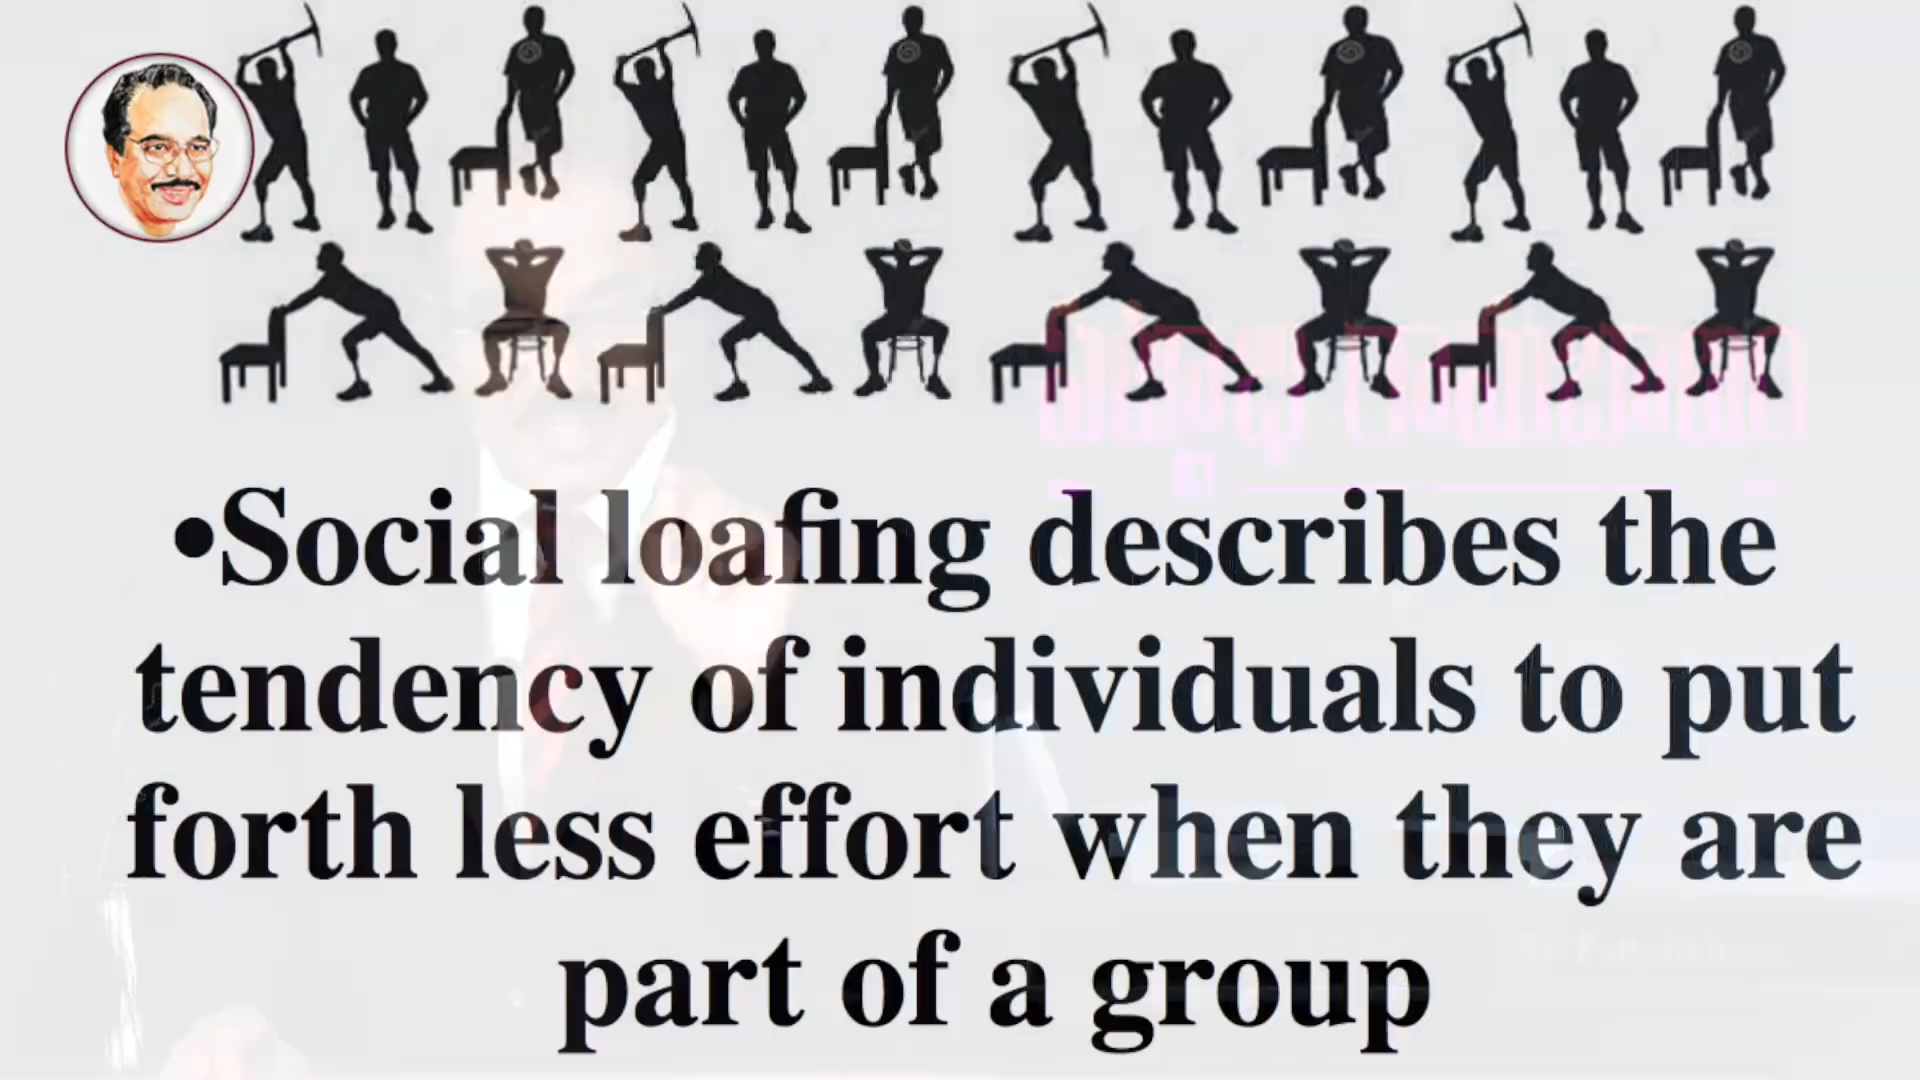 •Social loafing describes the
tendency of individuals to put
forth less effort when they are
part of a group